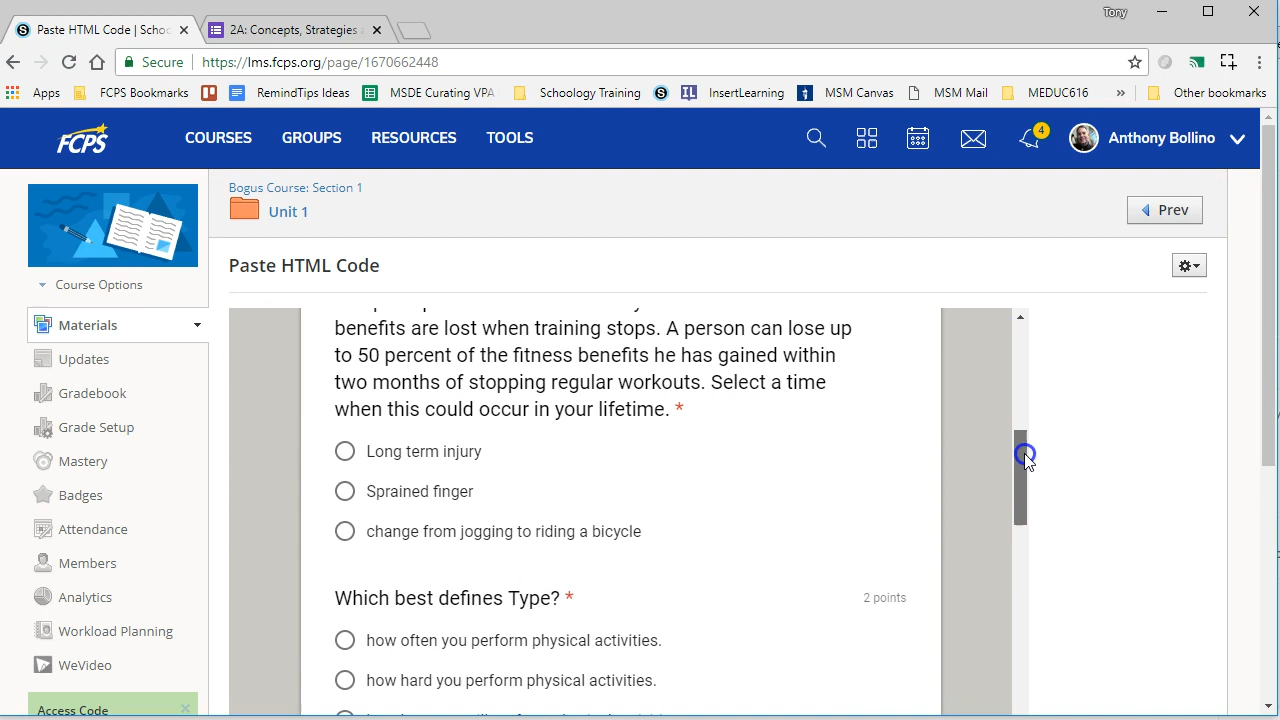 Tony
Paste HTML Code | Schoo
2A: Concepts, Strategies a
Secure
https://lms.fcps.org/page/1670662448
Apps
FCPS Bookmarks
RemindTips Ideas
MSDE Curating VPA
Schoology Training
InsertLearning
MSM Canvas
MSM Mail
MEDUC616
»
Other bookmarks
FCPS
COURSES
GROUPS
RESOURCES
TOOLS
4
Anthony Bollino
Bogus Course: Section 1
Unit 1
Prev
Paste HTML Code
Course Options
Materials
Updates
Gradebook
Grade Setup
Mastery
Badges
Attendance
Members
Analytics
Workload Planning
WeVideo
Access Code
benefits are lost when training stops. A person can lose up
to 50 percent of the fitness benefits he has gained within
two months of stopping regular workouts. Select a time
when this could occur in your lifetime. *
Long term injury
Sprained finger
change from jogging to riding a bicycle
Which best defines Type? *
2 points
how often you perform physical activities.
how hard you perform physical activities.